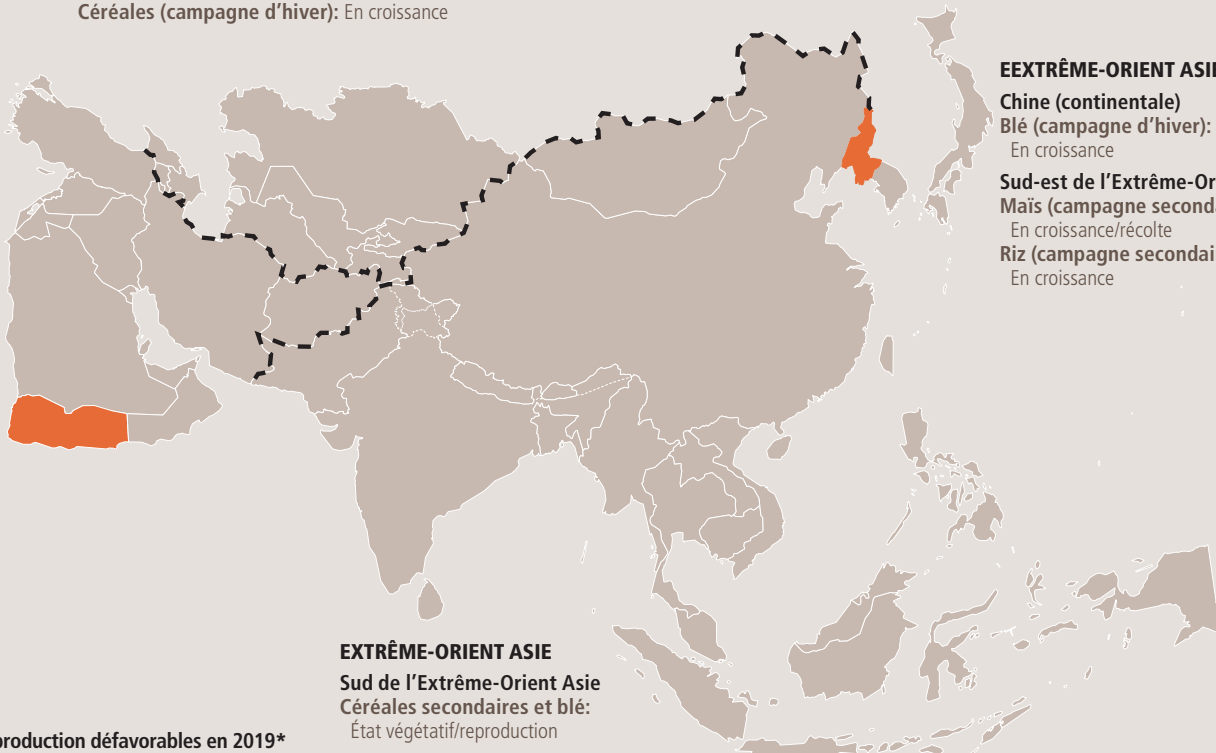 Céréales (campagne d'hiver): En croissance
EEXTRÊME-ORIENT ASIE
Chine (continentale)
Blé (campagne d'hiver):
En croissance
Sud-est de l'Extrême-Or
Maïs (campagne second
En croissance/récolte
Riz (campagne secondai
En croissance
EXTRÊME-ORIENT ASIE
Sud de l'Extrême-Orient Asie
Céréales secondaires et blé:
État végétatif/reproduction
production défavorables en 2019*